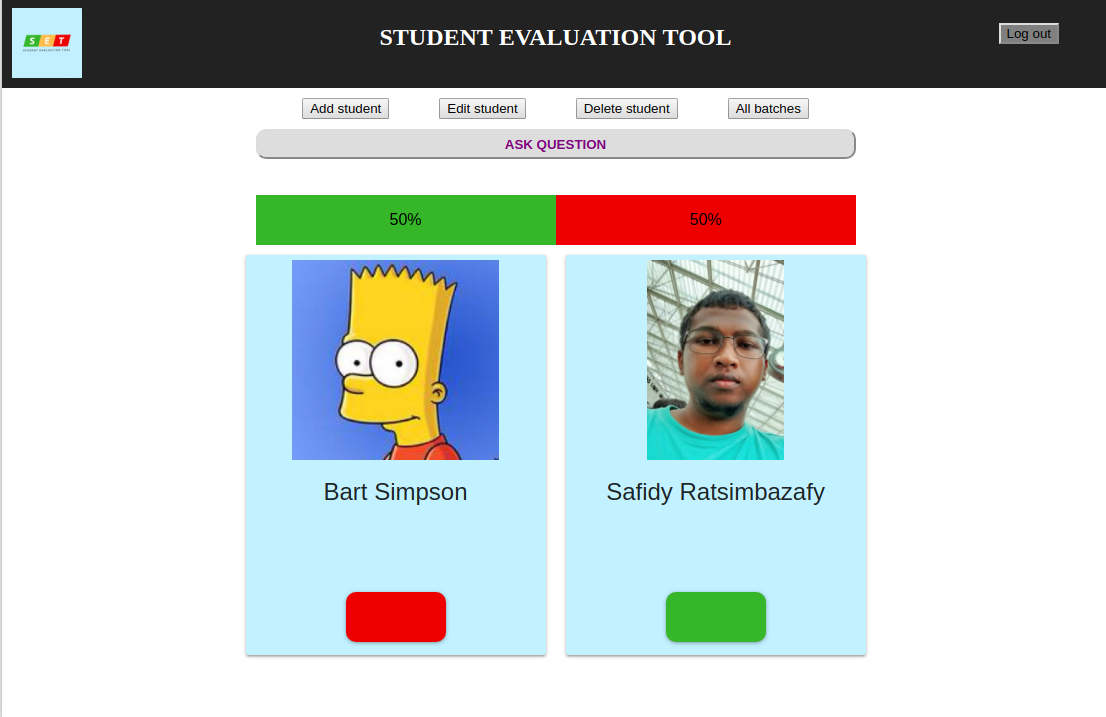 S E T
STUDENT EVALUATION TOOL
STUDENT EVALUATION TOOL
Log out
Add student
Edit student
Delete student
All batches
ASK QUESTION
50%
50%
Bart Simpson
Safidy Ratsimbazafy